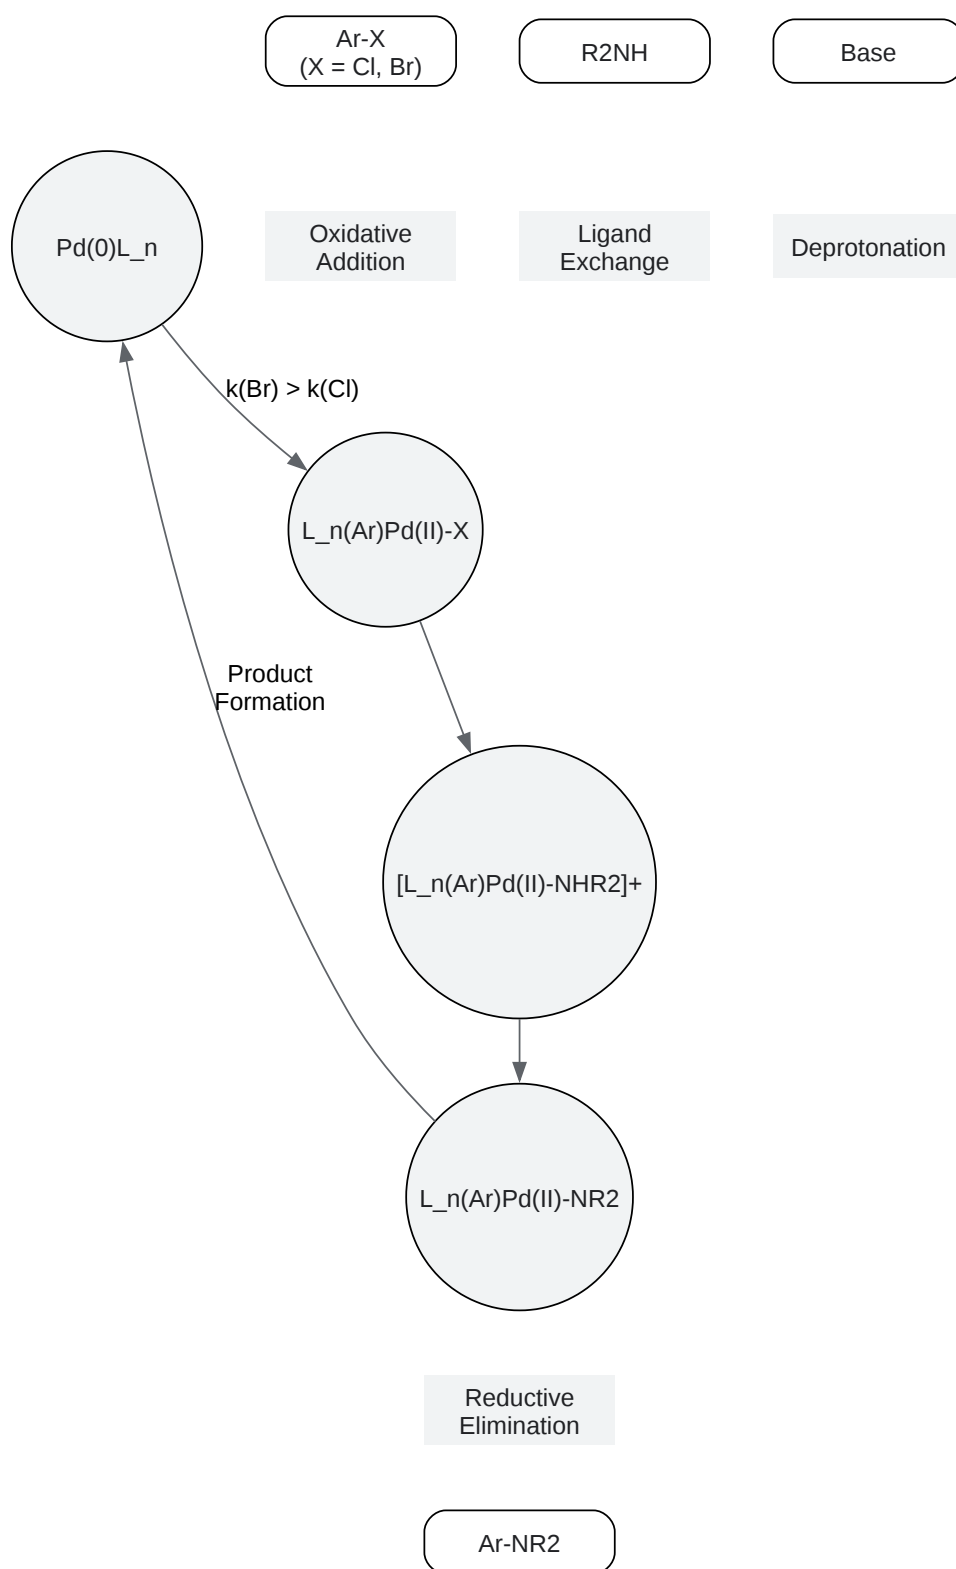 Ar-X
(X = Cl, Br)
R2NH
Base
Pd(0)L_n
Oxidative
Addition
Ligand
Exchange
Deprotonation
k(Br) > k(Cl)
L_n(Ar)Pd(II)-X
Product
Formation
[L_n(Ar)Pd(II)-NHR2]+
L_n(Ar)Pd(II)-NR2
Reductive
Elimination
Ar-NR2